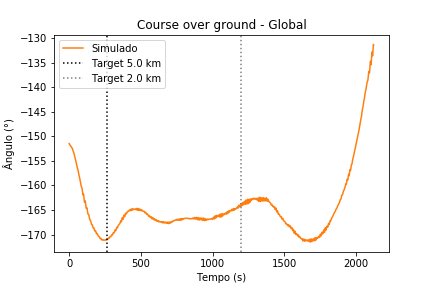 Course over ground - Global
Simulado
Target 5.0 km
Target 2.0 km
Ângulo (°)
−130
−135
−140
−145
−150
−155
−160
−165
−170
0
500
1000
1500
2000
Tempo (s)